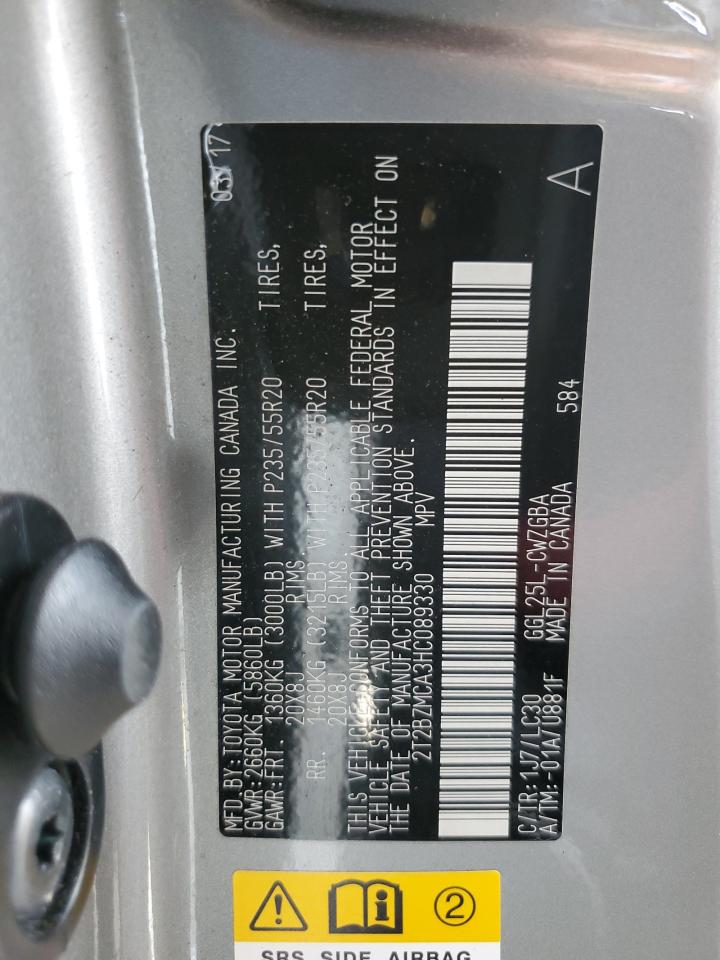 MFD. BY: TOYOTA MOTOR MANUFACTURING CANADA INC. 03/17
GVWR: 2660KG (5860LB)
GAWR: FRT. 1360KG (3000LB) WITH P235/55R20 TIRES,
20X8J RIMS.
RR. 1460KG (3215LB) WITH P235/55R20 TIRES,
20X8J RIMS.
THIS VEHICLE CONFORMS TO ALL APPLICABLE FEDERAL MOTOR
VEHICLE SAFETY AND THEFT PREVENTION STANDARDS IN EFFECT ON
THE DATE OF MANUFACTURE SHOWN ABOVE.
2T2BZMCA3HC089330 MPV
C/TR: 1J7/LC30 GGL25L-CWZGBA
A/TM: -01A/U881F MADE IN CANADA 584 A
2
SRS SIDE AIRBAG